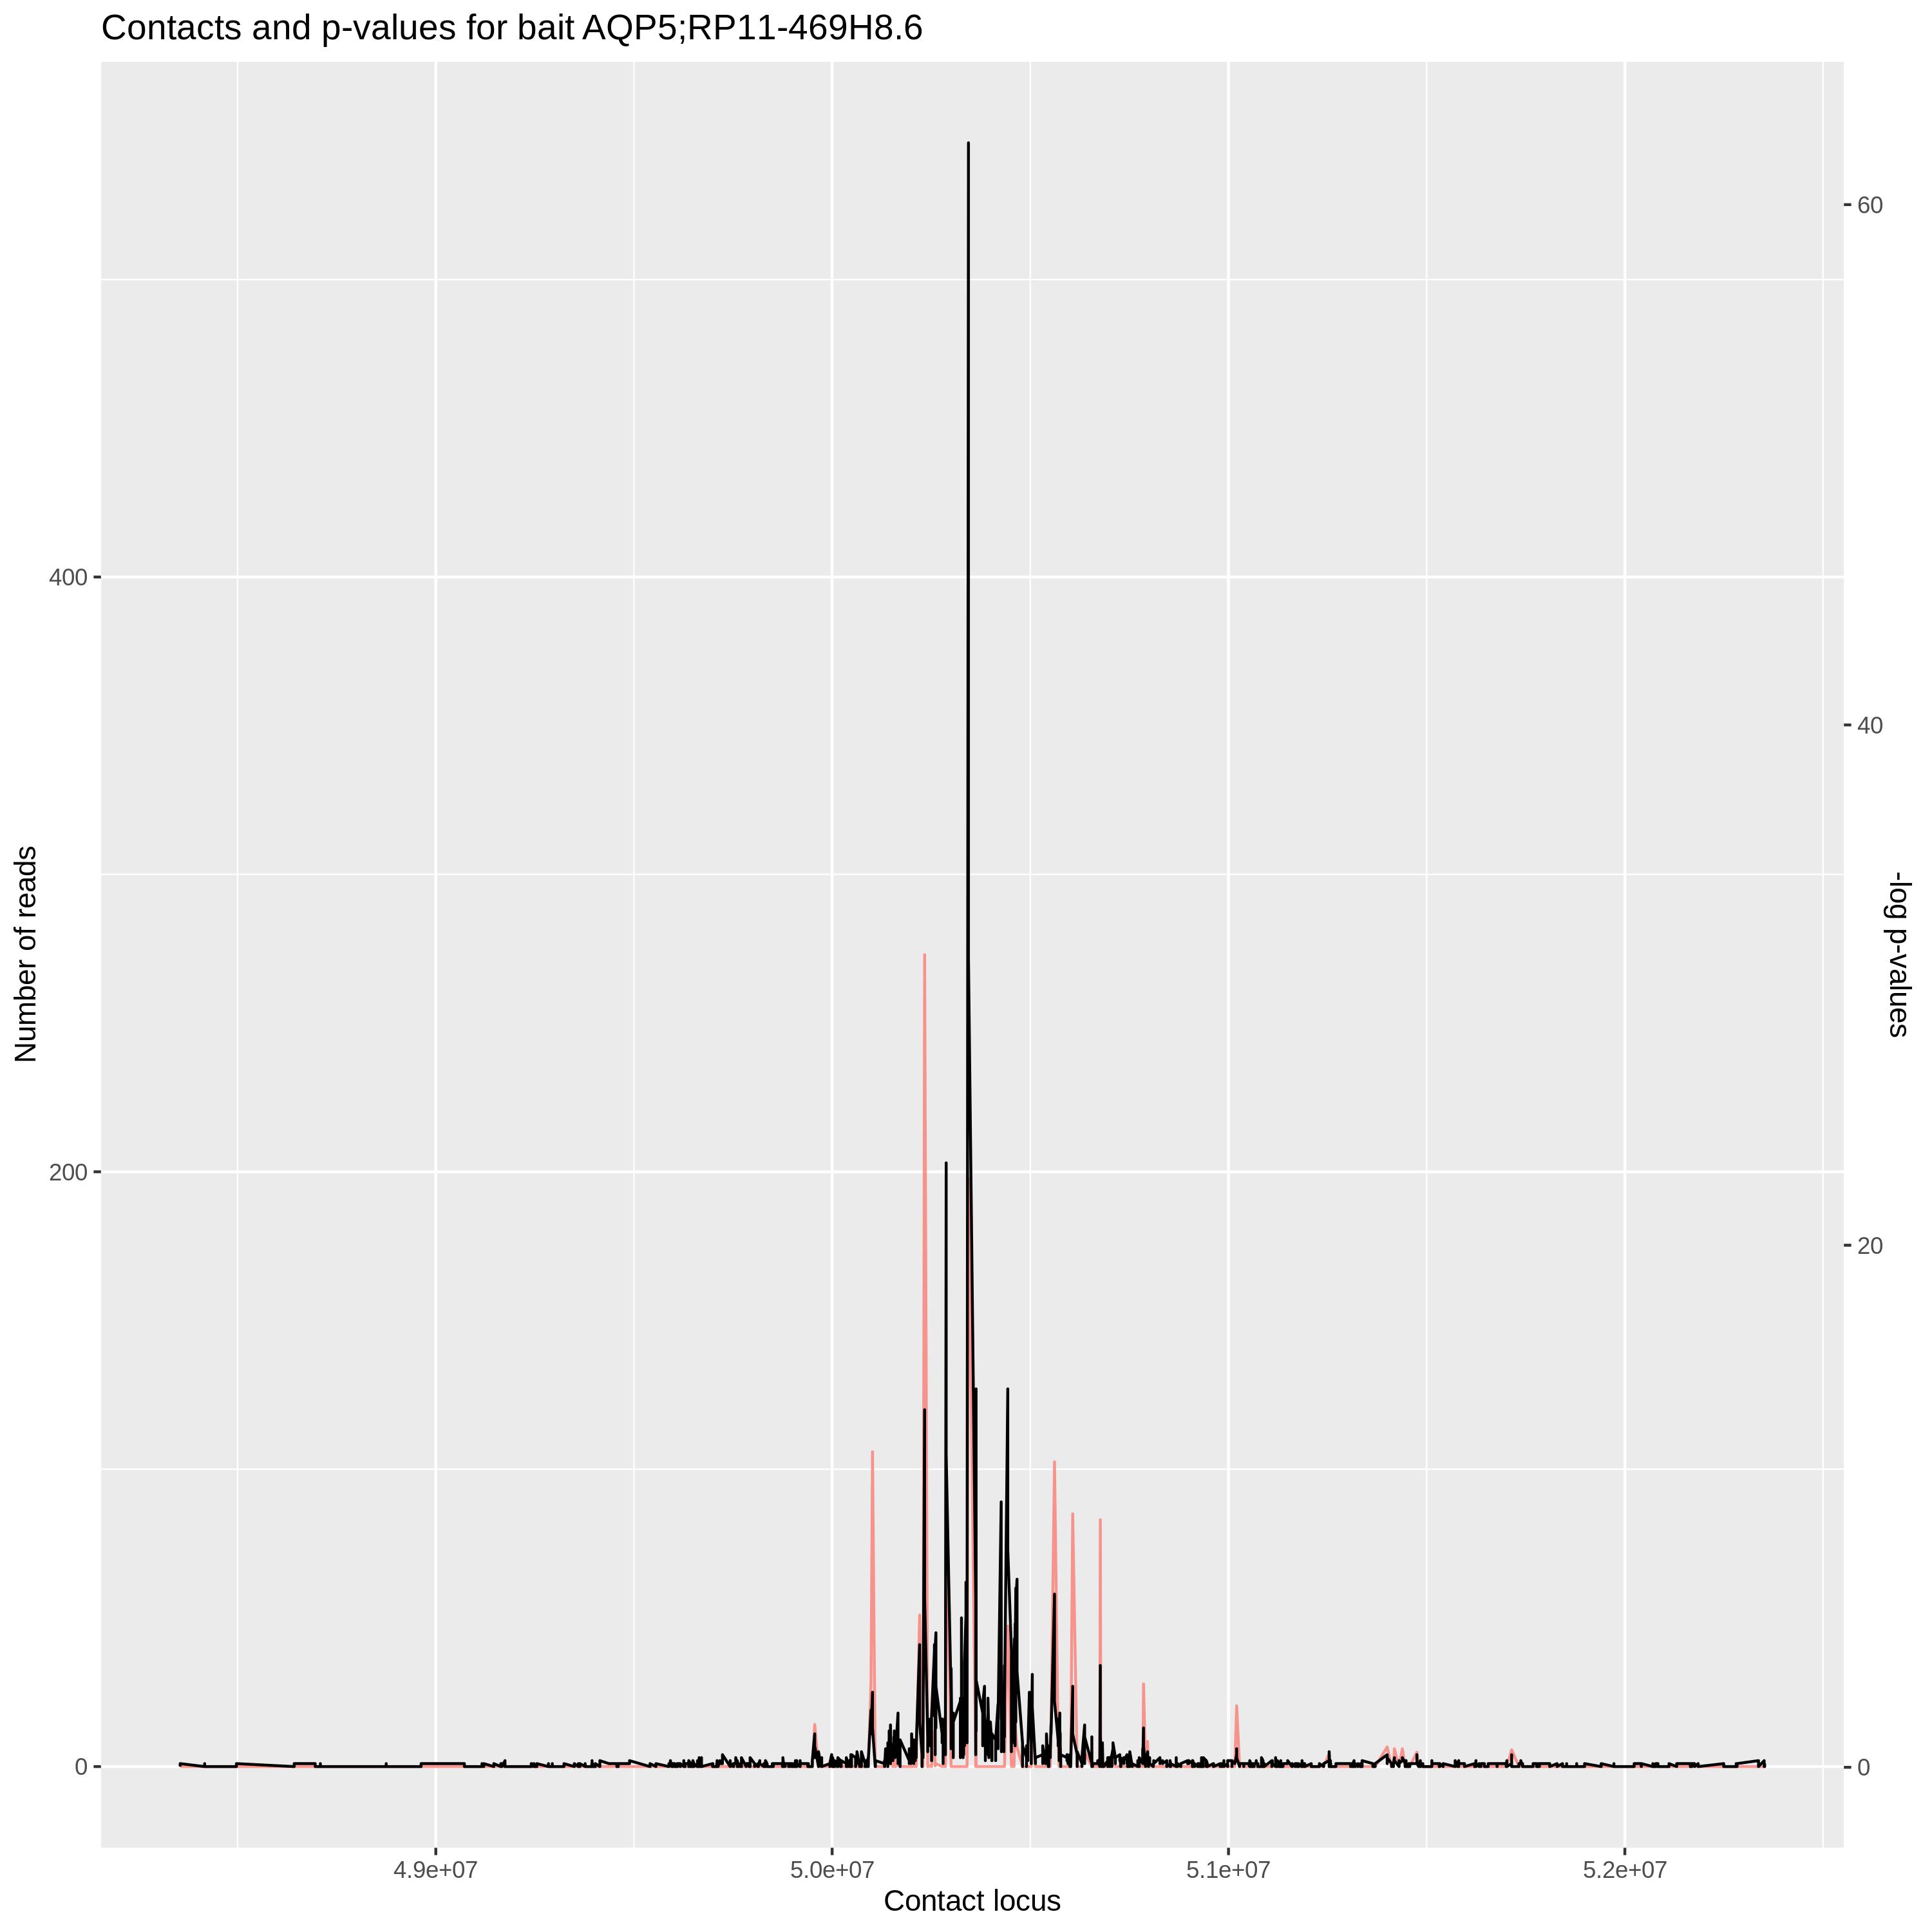 Contacts and p-values for bait AQP5;RP11-469H8.6
Number of reads
400
200
0
60
40
20
0
-log p-values
4.9e+07
5.0e+07
5.1e+07
5.2e+07
Contact locus